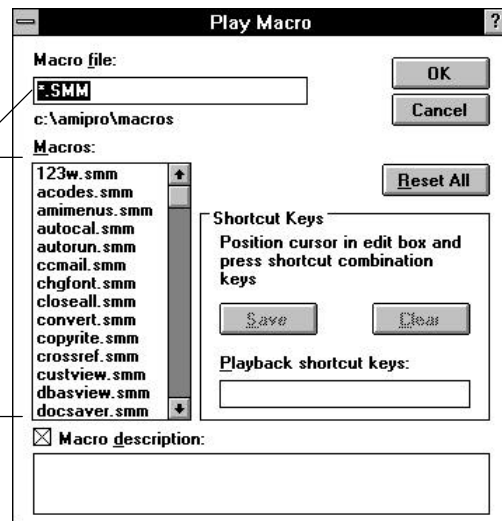 Play Macro
?
Macro file:
*.SMM
c:\amipro\macros
OK
Cancel
Macros:
123w.smm
acodes.smm
amimenus.smm
autocal.smm
autorun.smm
ccmail.smm
chgfont.smm
closeall.smm
convert.smm
copyrite.smm
crossref.smm
custview.smm
dbasview.smm
docsaver.smm
Reset All
Shortcut Keys
Position cursor in edit box and
press shortcut combination
keys
Save
Clear
Playback shortcut keys:
Macro description: